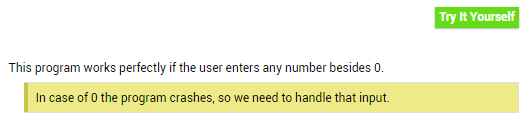 Try It Yourself
This program works perfectly if the user enters any number besides 0.
In case of 0 the program crashes, so we need to handle that input.